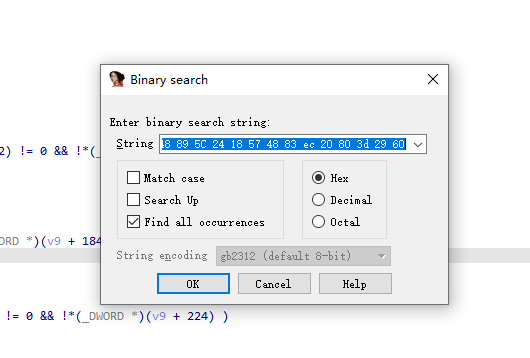 Binary search
Enter binary search string:
2) != 0 && !*(_
String 48 89 5C 24 18 57 48 83 ec 20 80 3d 29 60
Match case
Hex
Search Up
Decimal
Find all occurrences
Octal
ORD *)(v9 + 184
String encoding gb2312 (default 8-bit)
OK Cancel Help
!= 0 && !*(_DWORD *)(v9 + 224) )